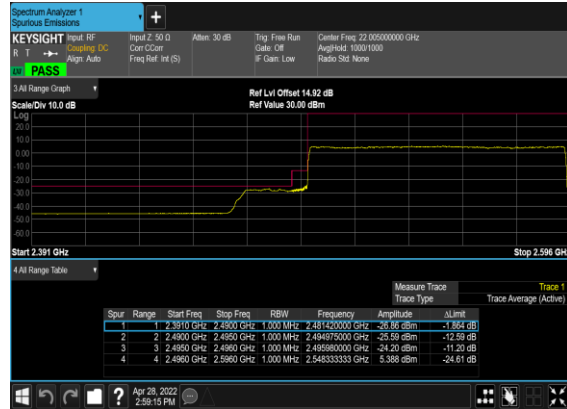 Spectrum Analyzer 1
Spurious Emissions
KEYSIGHT Input: RF Input Z: 50 Ω Atten: 30 dB Trig: Free Run Center Freq: 22.005000000 GHz
R T Coupling: DC Corr CCorr Gate: Off Avg|Hold: 1000/1000
Align: Auto Freq Ref: Int (S) IF Gain: Low Radio Std: None
PASS
3 All Range Graph
Ref Lvl Offset 14.92 dB
Scale/Div 10.0 dB Ref Value 30.00 dBm
Log
20.0
10.0
0.00
-10.0
-20.0
-30.0
-40.0
-50.0
-60.0
Start 2.391 GHz Stop 2.596 GH
4 All Range Table
Measure Trace Trace 1
Trace Type Trace Average (Active)
Spur Range Start Freq Stop Freq RBW Frequency Amplitude ΔLimit
1 1 2.3910 GHz 2.4900 GHz 1.000 MHz 2.481420000 GHz -26.86 dBm -1.864 dB
2 2 2.4900 GHz 2.4950 GHz 1.000 MHz 2.494975000 GHz -25.59 dBm -12.59 dB
3 3 2.4950 GHz 2.4960 GHz 1.000 MHz 2.495980000 GHz -24.20 dBm -11.20 dB
4 4 2.4960 GHz 2.5960 GHz 1.000 MHz 2.548333333 GHz 5.388 dBm -24.61 dB
? Apr 28, 2022
2:59:15 PM